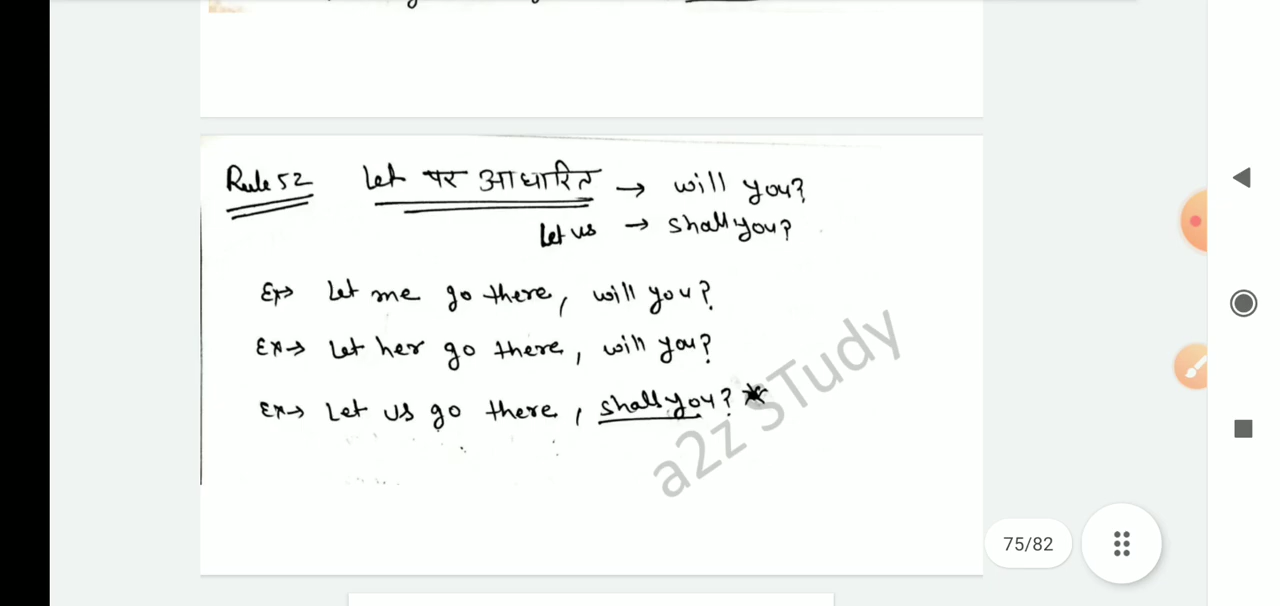 Rule 52 Let पर आधारित → will you?
Let us → shall you?
Ex→ Let me go there, will you?
Ex→ Let her go there, will you?
Ex→ Let us go there, shall you?
a2z STudy
75/82